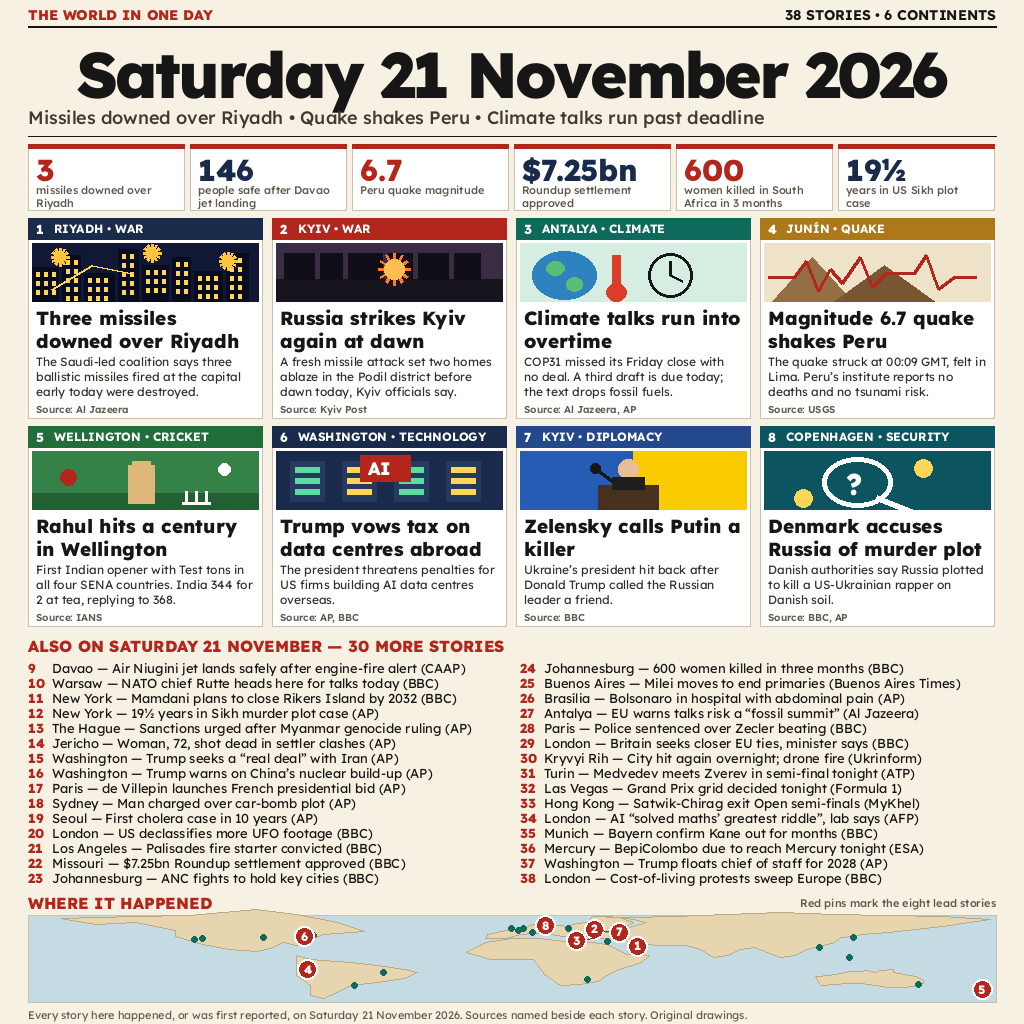 THE WORLD IN ONE DAY
38 STORIES • 6 CONTINENTS
Saturday 21 November 2026
Missiles downed over Riyadh • Quake shakes Peru • Climate talks run past deadline
3
missiles downed over
Riyadh
146
people safe after Davao
jet landing
6.7
Peru quake magnitude
$7.25bn
Roundup settlement
approved
600
women killed in South
Africa in 3 months
19½
years in US Sikh plot
case
1 RIYADH • WAR
Three missiles
downed over Riyadh
The Saudi-led coalition says three
ballistic missiles fired at the capital
early today were destroyed.
Source: Al Jazeera
2 KYIV • WAR
Russia strikes Kyiv
again at dawn
A fresh missile attack set two homes
ablaze in the Podil district before
dawn today, Kyiv officials say.
Source: Kyiv Post
3 ANTALYA • CLIMATE
Climate talks run into
overtime
COP31 missed its Friday close with
no deal. A third draft is due today;
the text drops fossil fuels.
Source: Al Jazeera, AP
4 JUNÍN • QUAKE
Magnitude 6.7 quake
shakes Peru
The quake struck at 00:09 GMT, felt in
Lima. Peru’s institute reports no
deaths and no tsunami risk.
Source: USGS
5 WELLINGTON • CRICKET
Rahul hits a century
in Wellington
First Indian opener with Test tons in
all four SENA countries. India 344 for
2 at tea, replying to 368.
Source: IANS
6 WASHINGTON • TECHNOLOGY
AI
Trump vows tax on
data centres abroad
The president threatens penalties for
US firms building AI data centres
overseas.
Source: AP, BBC
7 KYIV • DIPLOMACY
Zelensky calls Putin a
killer
Ukraine’s president hit back after
Donald Trump called the Russian
leader a friend.
Source: BBC
8 COPENHAGEN • SECURITY
?
Denmark accuses
Russia of murder plot
Danish authorities say Russia plotted
to kill a US-Ukrainian rapper on
Danish soil.
Source: BBC, AP
ALSO ON SATURDAY 21 NOVEMBER — 30 MORE STORIES
9 Davao — Air Niugini jet lands safely after engine-fire alert (CAAP)
10 Warsaw — NATO chief Rutte heads here for talks today (BBC)
11 New York — Mamdani plans to close Rikers Island by 2032 (BBC)
12 New York — 19½ years in Sikh murder plot case (AP)
13 The Hague — Sanctions urged after Myanmar genocide ruling (AP)
14 Jericho — Woman, 72, shot dead in settler clashes (AP)
15 Washington — Trump seeks a “real deal” with Iran (AP)
16 Washington — Trump warns on China’s nuclear build-up (AP)
17 Paris — de Villepin launches French presidential bid (AP)
18 Sydney — Man charged over car-bomb plot (AP)
19 Seoul — First cholera case in 10 years (AP)
20 London — US declassifies more UFO footage (BBC)
21 Los Angeles — Palisades fire starter convicted (BBC)
22 Missouri — $7.25bn Roundup settlement approved (BBC)
23 Johannesburg — ANC fights to hold key cities (BBC)
24 Johannesburg — 600 women killed in three months (BBC)
25 Buenos Aires — Milei moves to end primaries (Buenos Aires Times)
26 Brasília — Bolsonaro in hospital with abdominal pain (AP)
27 Antalya — EU warns talks risk a “fossil summit” (Al Jazeera)
28 Paris — Police sentenced over Zecler beating (BBC)
29 London — Britain seeks closer EU ties, minister says (BBC)
30 Kryvyi Rih — City hit again overnight; drone fire (Ukrinform)
31 Turin — Medvedev meets Zverev in semi-final tonight (ATP)
32 Las Vegas — Grand Prix grid decided tonight (Formula 1)
33 Hong Kong — Satwik-Chirag exit Open semi-finals (MyKhel)
34 London — AI “solved maths’ greatest riddle”, lab says (AFP)
35 Munich — Bayern confirm Kane out for months (BBC)
36 Mercury — BepiColombo due to reach Mercury tonight (ESA)
37 Washington — Trump floats chief of staff for 2028 (AP)
38 London — Cost-of-living protests sweep Europe (BBC)
WHERE IT HAPPENED
Red pins mark the eight lead stories
6
4
8
3
2
7
1
5
Every story here happened, or was first reported, on Saturday 21 November 2026. Sources named beside each story. Original drawings.